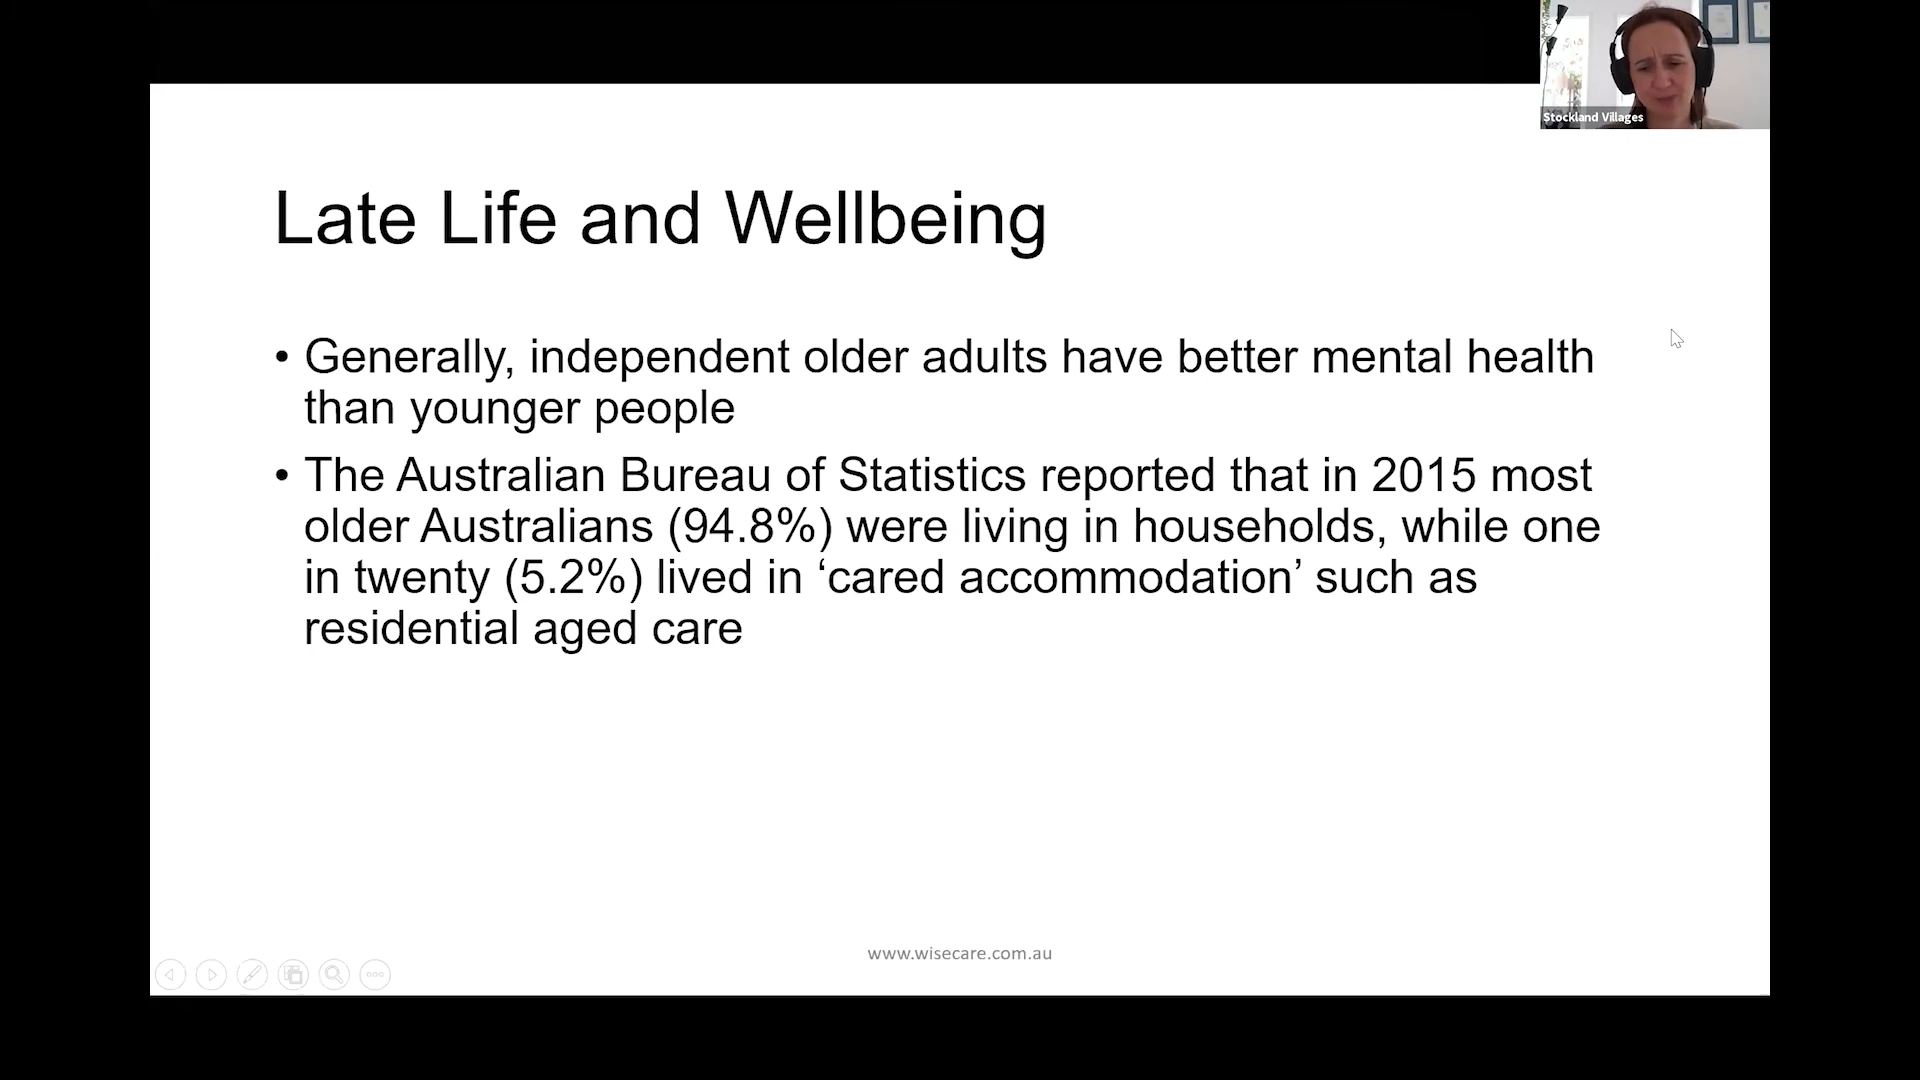 Stockland Villages
Late Life and Wellbeing
• Generally, independent older adults have better mental health
than younger people
• The Australian Bureau of Statistics reported that in 2015 most
older Australians (94.8%) were living in households, while one
in twenty (5.2%) lived in ‘cared accommodation’ such as
residential aged care
www.wisecare.com.au